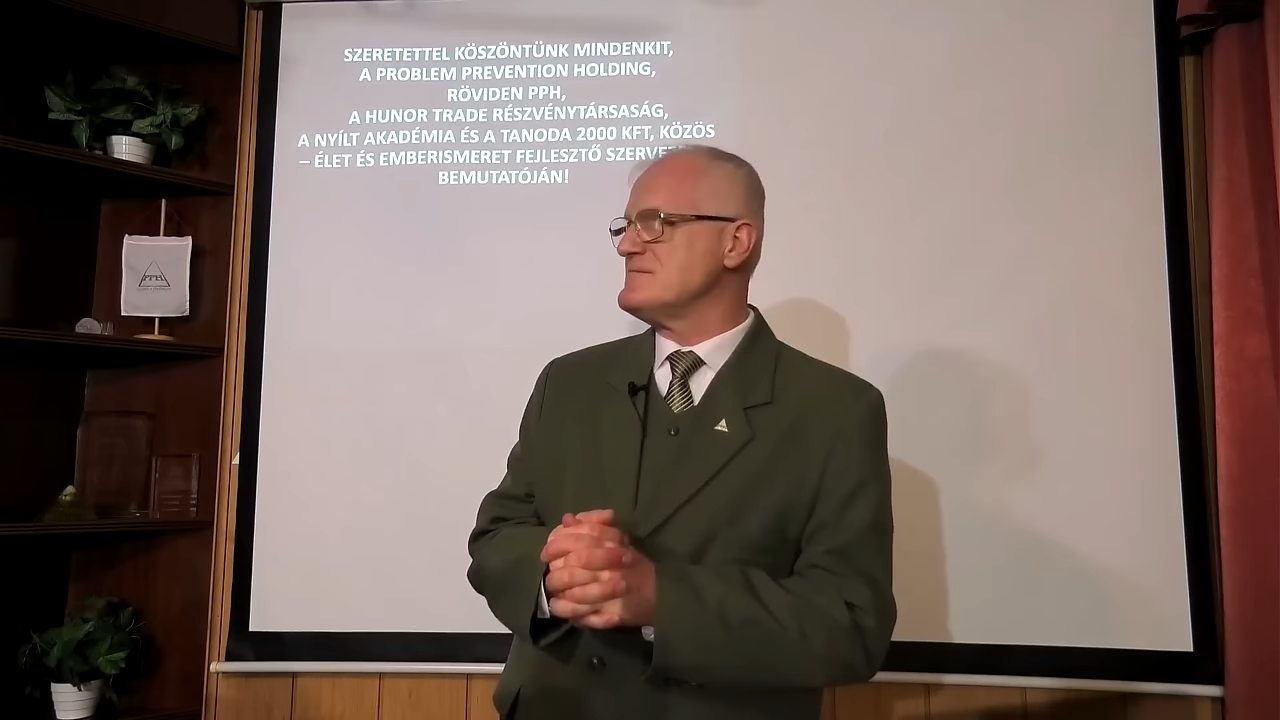 SZERETETTEL KÖSZÖNTÜNK MINDENKIT,
A PROBLEM PREVENTION HOLDING,
RÖVIDEN PPH,
A HUNOR TRADE RÉSZVÉNYTÁRSASÁG,
A NYÍLT AKADÉMIA ÉS A TANODA 2000 KFT, KÖZÖS
– ÉLET ÉS EMBERISMERET FEJLESZTŐ
BEMUTATÓJÁN!
PPH